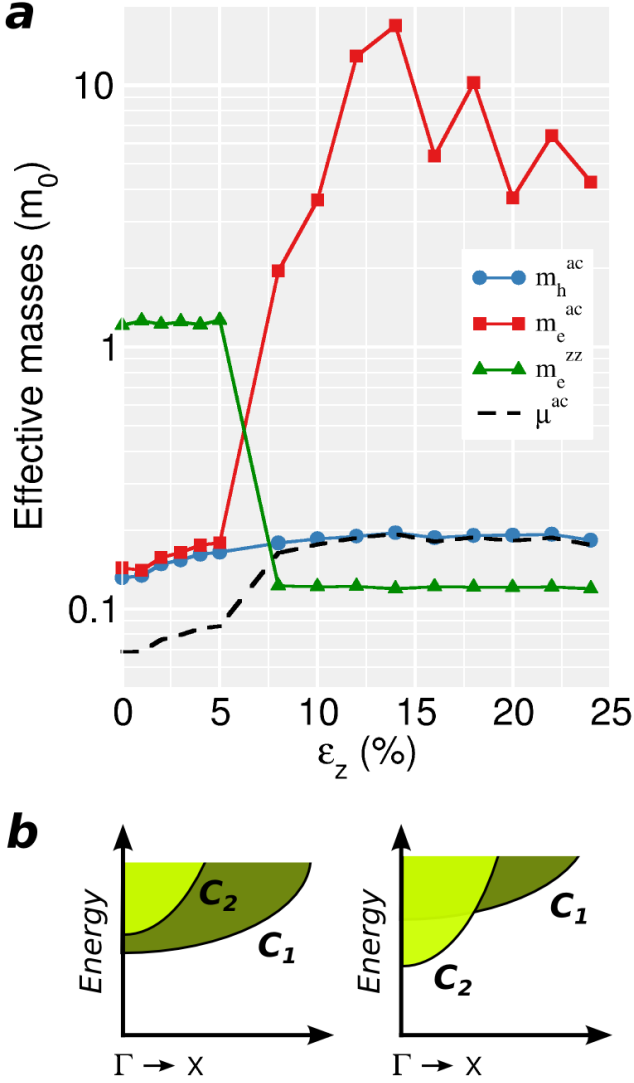 a
Effective masses (m0)
10
1
0.1
mhac
meac
mezz
μac
0 5 10 15 20 25
εz (%)
b
Energy
C2
C1
Γ → X
Energy
C1
C2
Γ → X